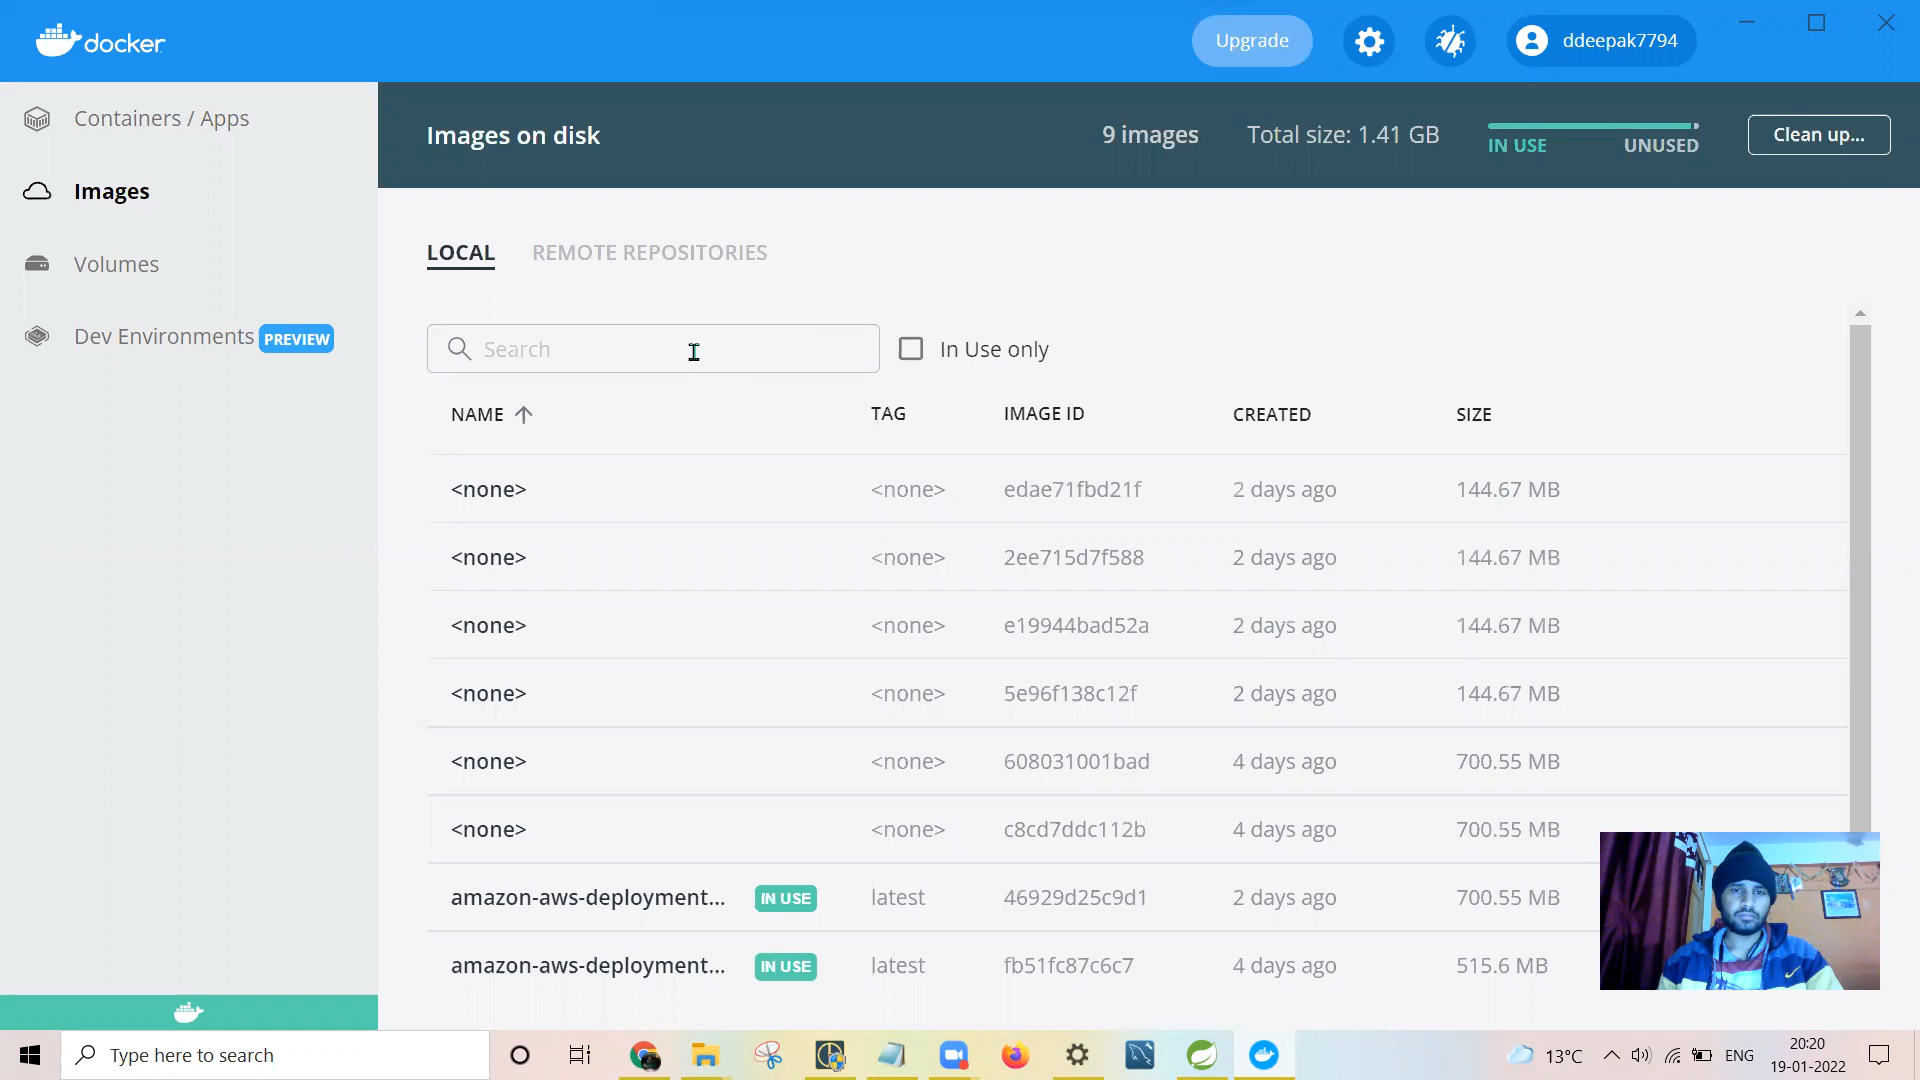 docker
Upgrade
ddeepak7794
Containers / Apps
Images
Volumes
Dev Environments PREVIEW
Images on disk
9 images
Total size: 1.41 GB
IN USE UNUSED
Clean up...
LOCAL REMOTE REPOSITORIES
Search
In Use only
NAME TAG IMAGE ID CREATED SIZE
<none> <none> edae71fbd21f 2 days ago 144.67 MB
<none> <none> 2ee715d7f588 2 days ago 144.67 MB
<none> <none> e19944bad52a 2 days ago 144.67 MB
<none> <none> 5e96f138c12f 2 days ago 144.67 MB
<none> <none> 608031001bad 4 days ago 700.55 MB
<none> <none> c8cd7ddc112b 4 days ago 700.55 MB
amazon-aws-deployment... IN USE latest 46929d25c9d1 2 days ago 700.55 MB
amazon-aws-deployment... IN USE latest fb51fc87c6c7 4 days ago 515.6 MB
Type here to search
13°C
ENG
20:20
19-01-2022